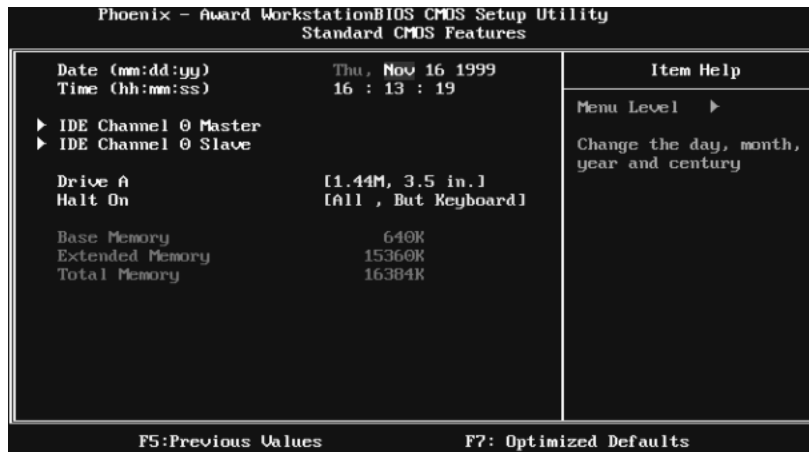 Phoenix - Award WorkstationBIOS CMOS Setup Utility
Standard CMOS Features
Date (mm:dd:yy) Thu, Nov 16 1999
Time (hh:mm:ss) 16 : 13 : 19
IDE Channel 0 Master
IDE Channel 0 Slave
Drive A [1.44M, 3.5 in.]
Halt On [All , But Keyboard]
Base Memory 640K
Extended Memory 15360K
Total Memory 16384K
Item Help
Menu Level
Change the day, month,
year and century
F5:Previous Values F7: Optimized Defaults